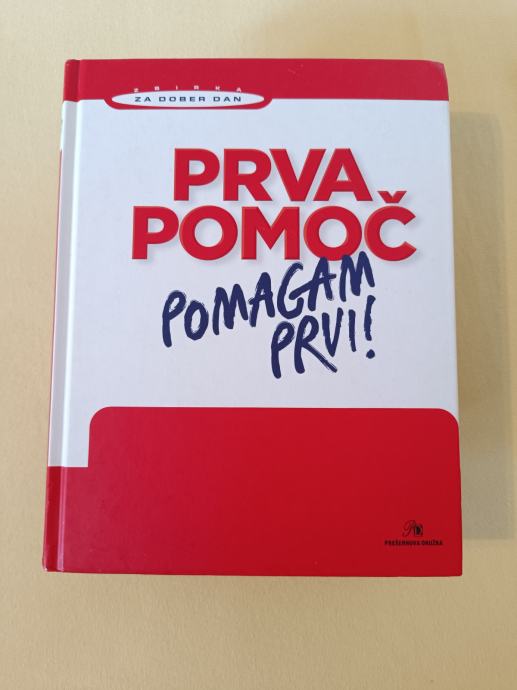 ZBIRKA
ZA DOBER DAN
PRVA
POMOČ
POMAGAM
PRVI!
PREŠERNOVA DRUŽBA